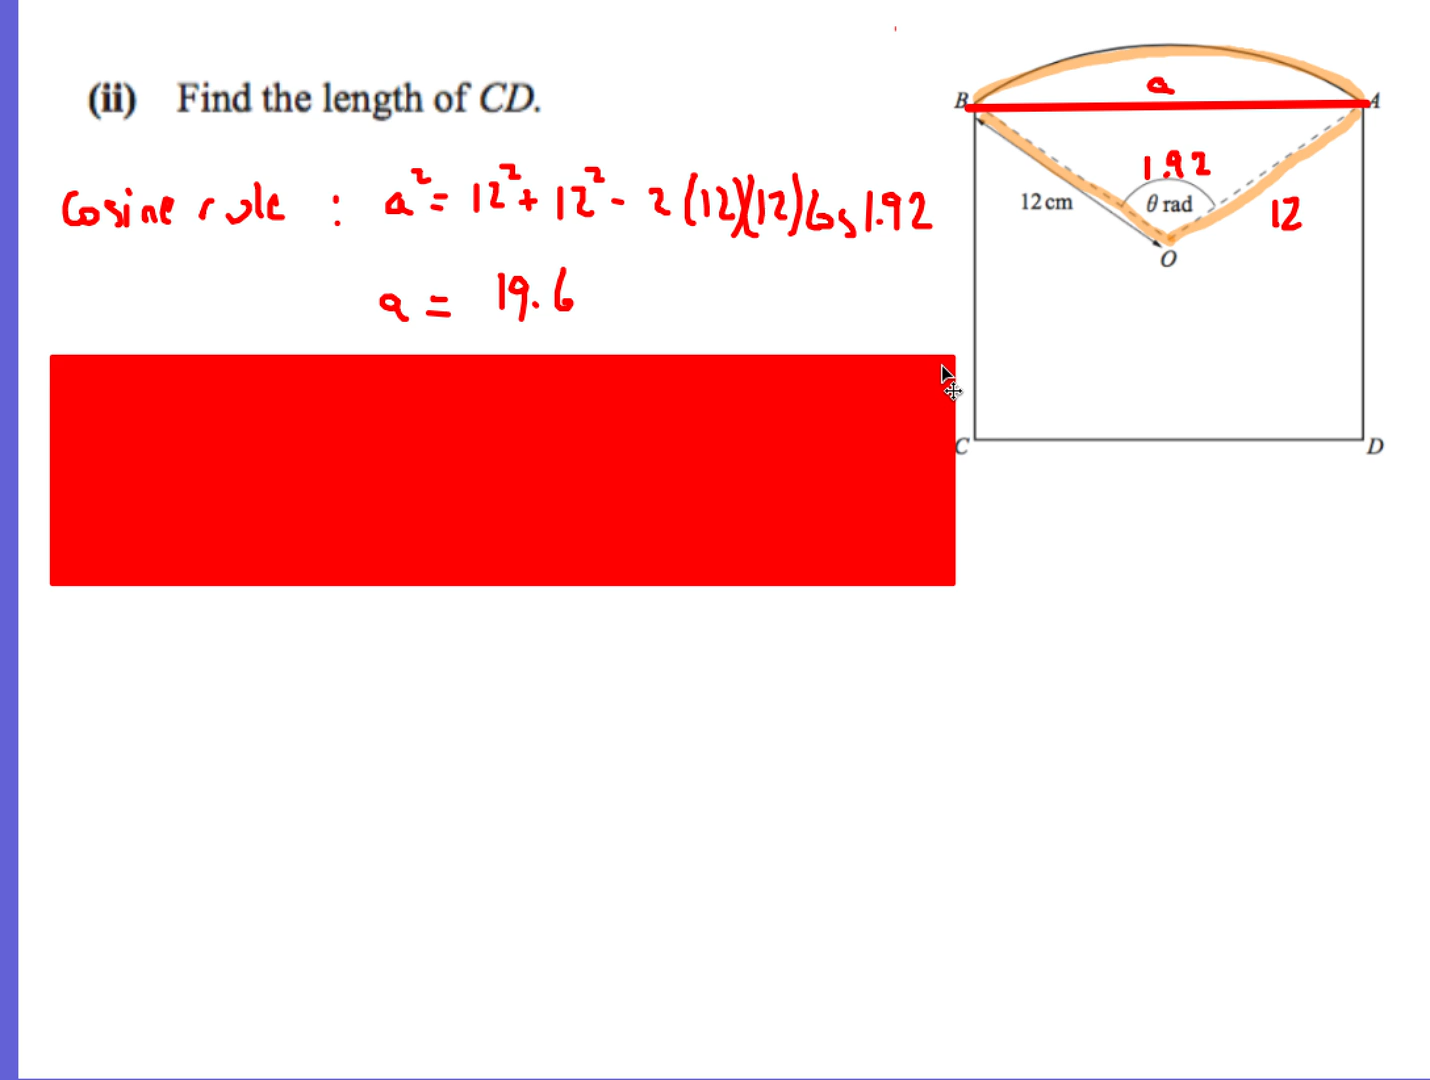 (ii) Find the length of CD.
Cosine rule : a² = 12² + 12² - 2(12)(12)Cos1.92
a = 19.6
B
a
A
1.92
12 cm
θ rad
12
O
C
D